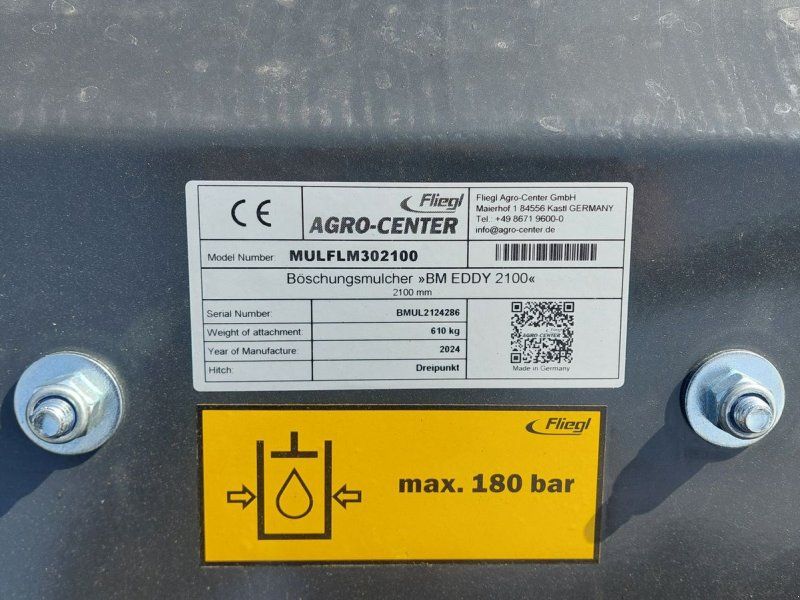 CE
Fliegl
AGRO-CENTER
Fliegl Agro-Center GmbH
Maierhof 1 84556 Kastl GERMANY
Tel.: +49 8671 9600-0
info@agro-center.de
Model Number: MULFLM302100
Böschungsmulcher »BM EDDY 2100«
2100 mm
Serial Number: BMUL2124286
Weight of attachment: 610 kg
Year of Manufacture: 2024
Hitch: Dreipunkt
AGRO-CENTER
Made in Germany
Fliegl
max. 180 bar